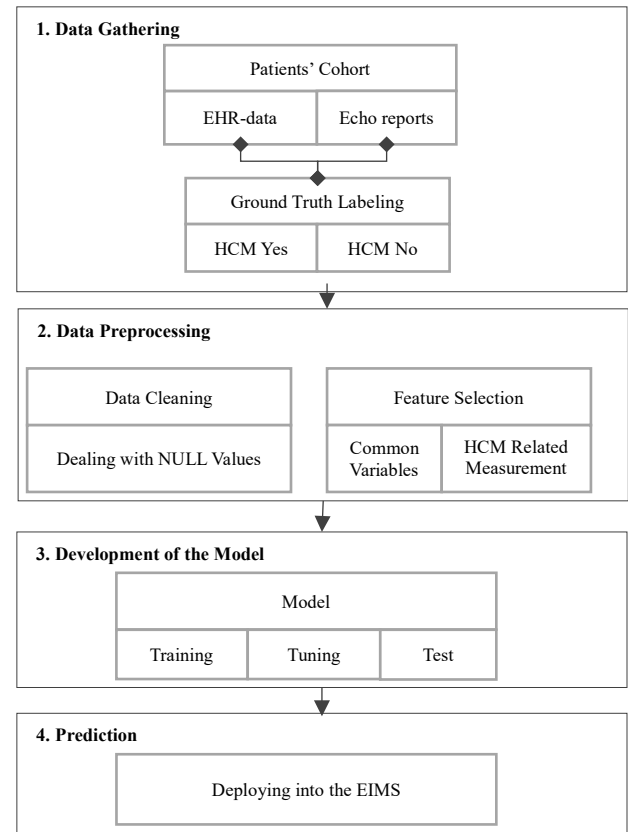 1. Data Gathering
Patients’ Cohort
EHR-data
Echo reports
Ground Truth Labeling
HCM Yes
HCM No
2. Data Preprocessing
Data Cleaning
Dealing with NULL Values
Feature Selection
Common
Variables
HCM Related
Measurement
3. Development of the Model
Model
Training
Tuning
Test
4. Prediction
Deploying into the EIMS